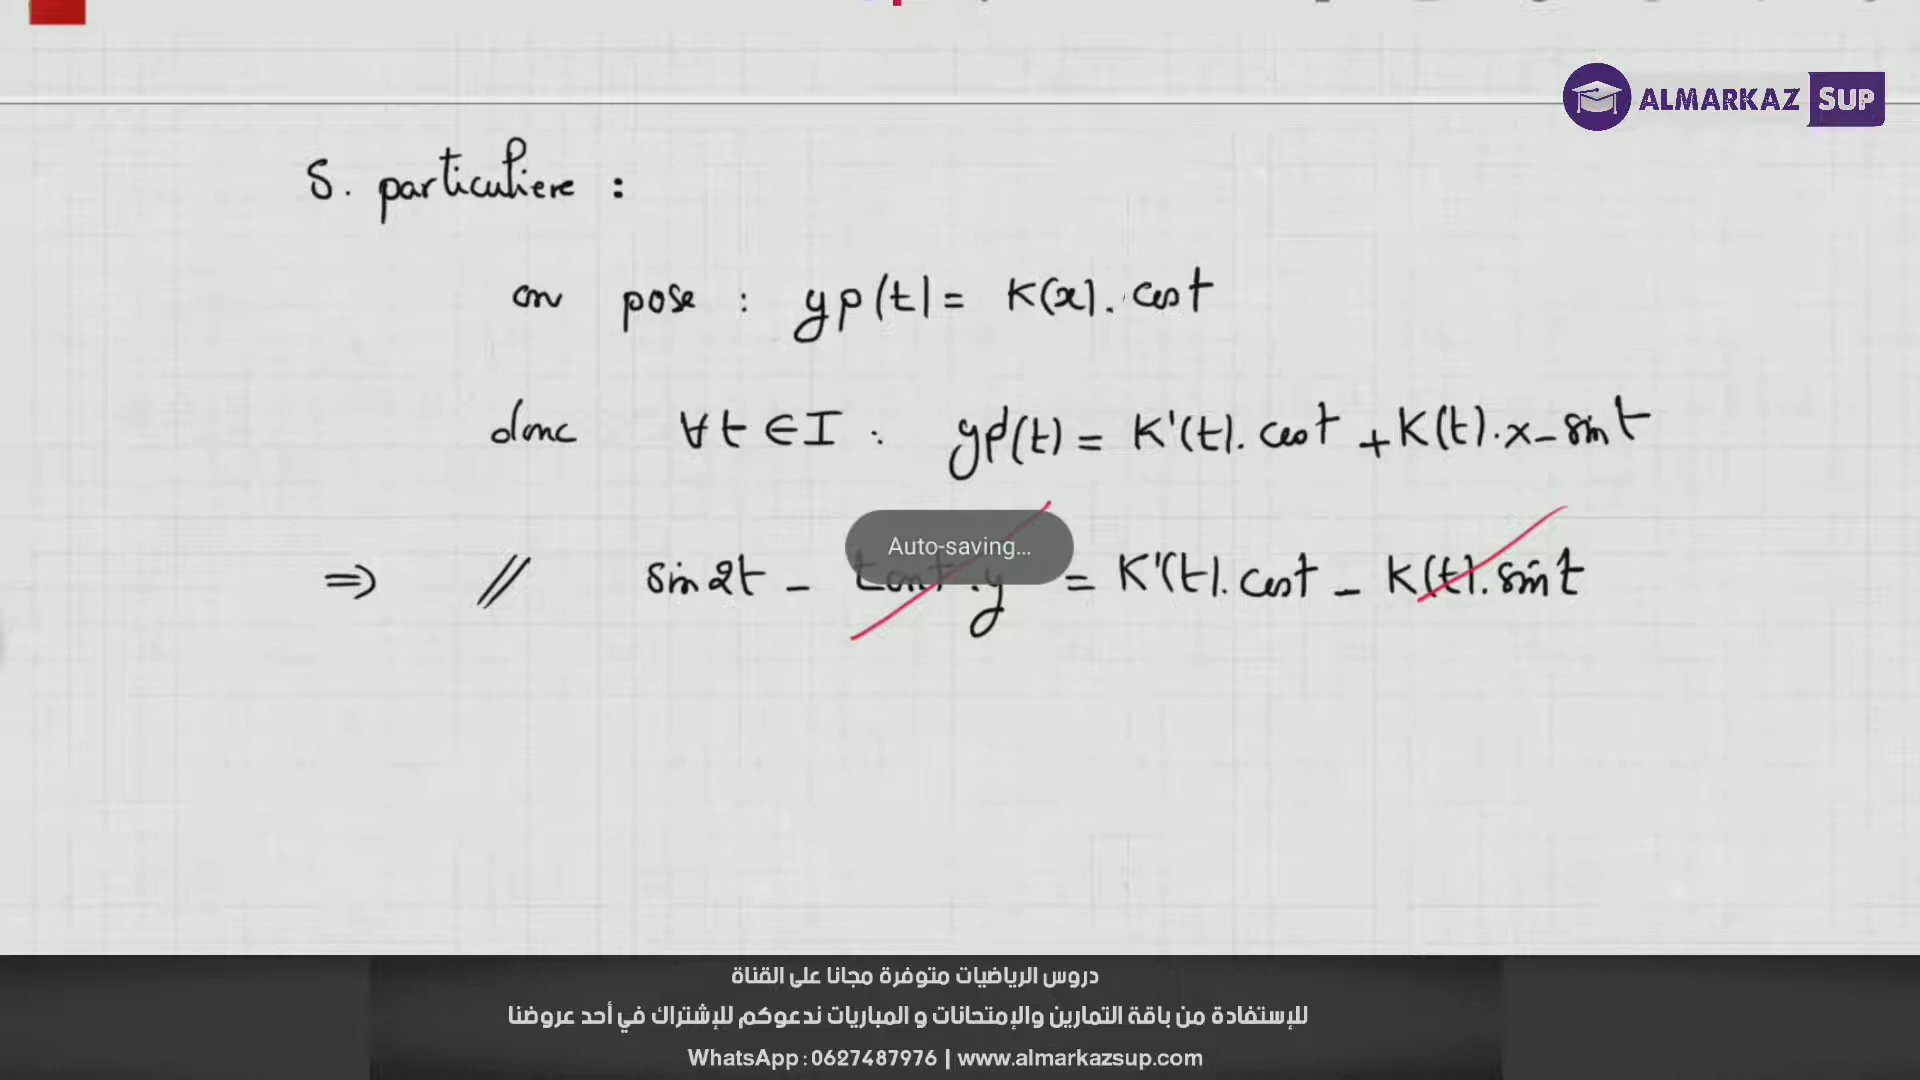 ALMARKAZ SUP
S. particuliere :
on pose : yp(t) = K(x). cost
donc ∀t ∈ I : yp'(t) = K'(t). cost + K(t).x-sint
⇒ // sin2t - tant.y = K'(t). cost - K(t).sint
Auto-saving...
دروس الرياضيات متوفرة مجانا على القناة
للإستفادة من باقة التمارين والإمتحانات و المباريات ندعوكم للإشتراك في أحد عروضنا
WhatsApp : 0627487976 | www.almarkazsup.com